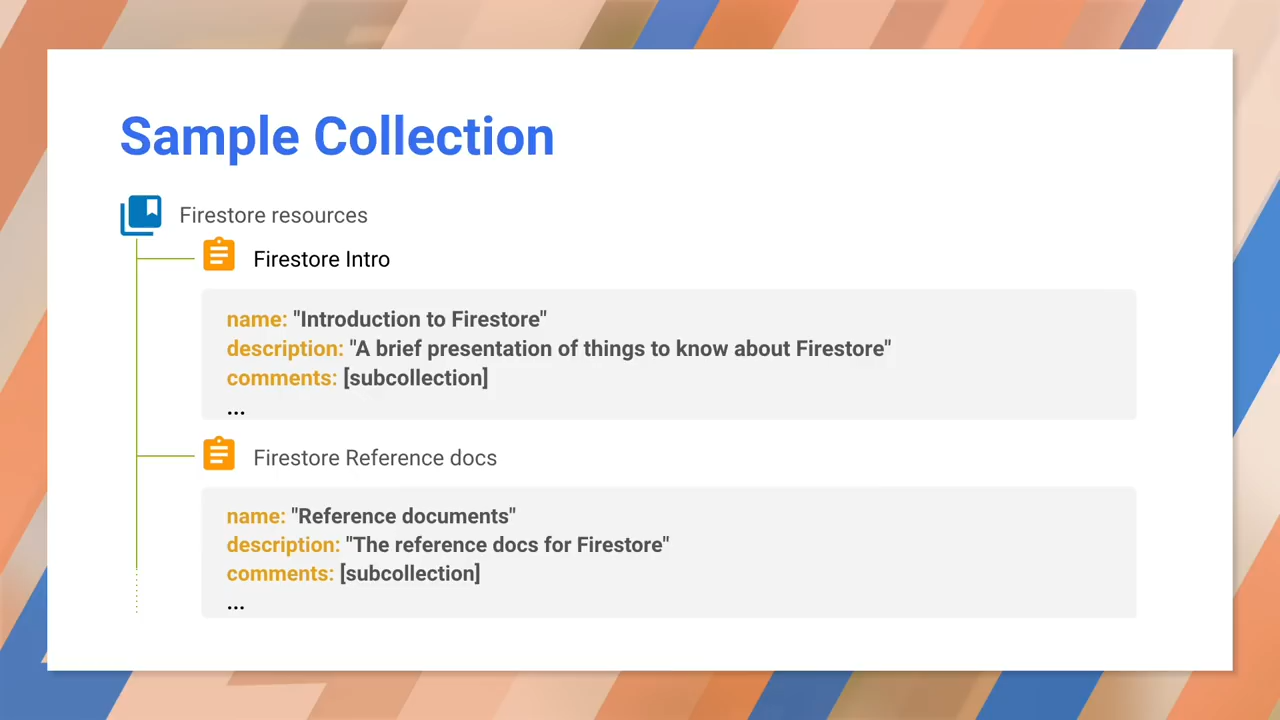 Sample Collection
Firestore resources
Firestore Intro
name: "Introduction to Firestore"
description: "A brief presentation of things to know about Firestore"
comments: [subcollection]
...
Firestore Reference docs
name: "Reference documents"
description: "The reference docs for Firestore"
comments: [subcollection]
...